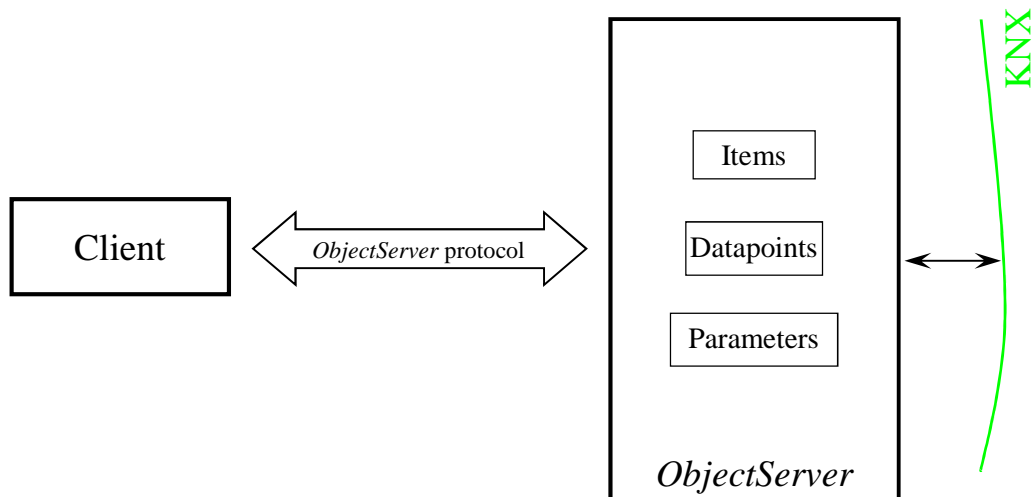 KNX
Items
Client
ObjectServer protocol
Datapoints
Parameters
ObjectServer